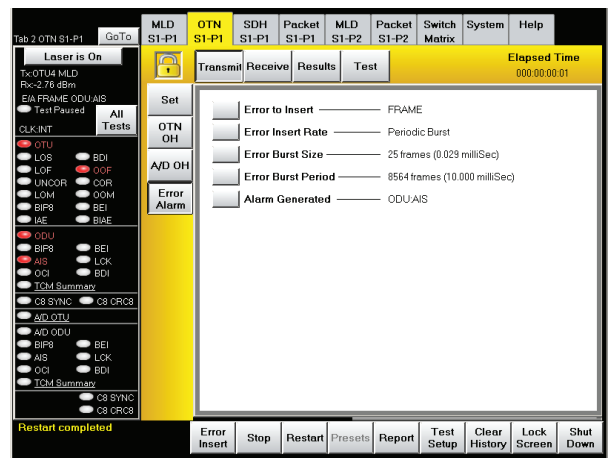 Tab 2 OTN S1-P1 GoTo
MLD S1-P1
OTN S1-P1
SDH S1-P1
Packet S1-P1
MLD S1-P2
Packet S1-P2
Switch Matrix
System
Help
Laser is On
Tx:OTU4 MLD
Rx:-2.76 dBm
E/A FRAME ODU:AIS
Test Paused
All Tests
CLK:INT
OTU
LOS BDI
LOF OOF
UNCOR COR
LOM OOM
BIP8 BEI
IAE BIAE
ODU
BIP8 BEI
AIS LCK
OCI BDI
TCM Summary
C8 SYNC C8 CRC8
A/D OTU
A/D ODU
BIP8 BEI
AIS LCK
OCI BDI
TCM Summary
C8 SYNC
C8 CRC8
Restart completed
Transmit Receive Results Test
Elapsed Time
000:00:00:01
Set
OTN OH
A/D OH
Error Alarm
Error to Insert FRAME
Error Insert Rate Periodic Burst
Error Burst Size 25 frames (0.029 milliSec)
Error Burst Period 8564 frames (10.000 milliSec)
Alarm Generated ODU:AIS
Error Insert
Stop
Restart
Presets
Report
Test Setup
Clear History
Lock Screen
Shut Down